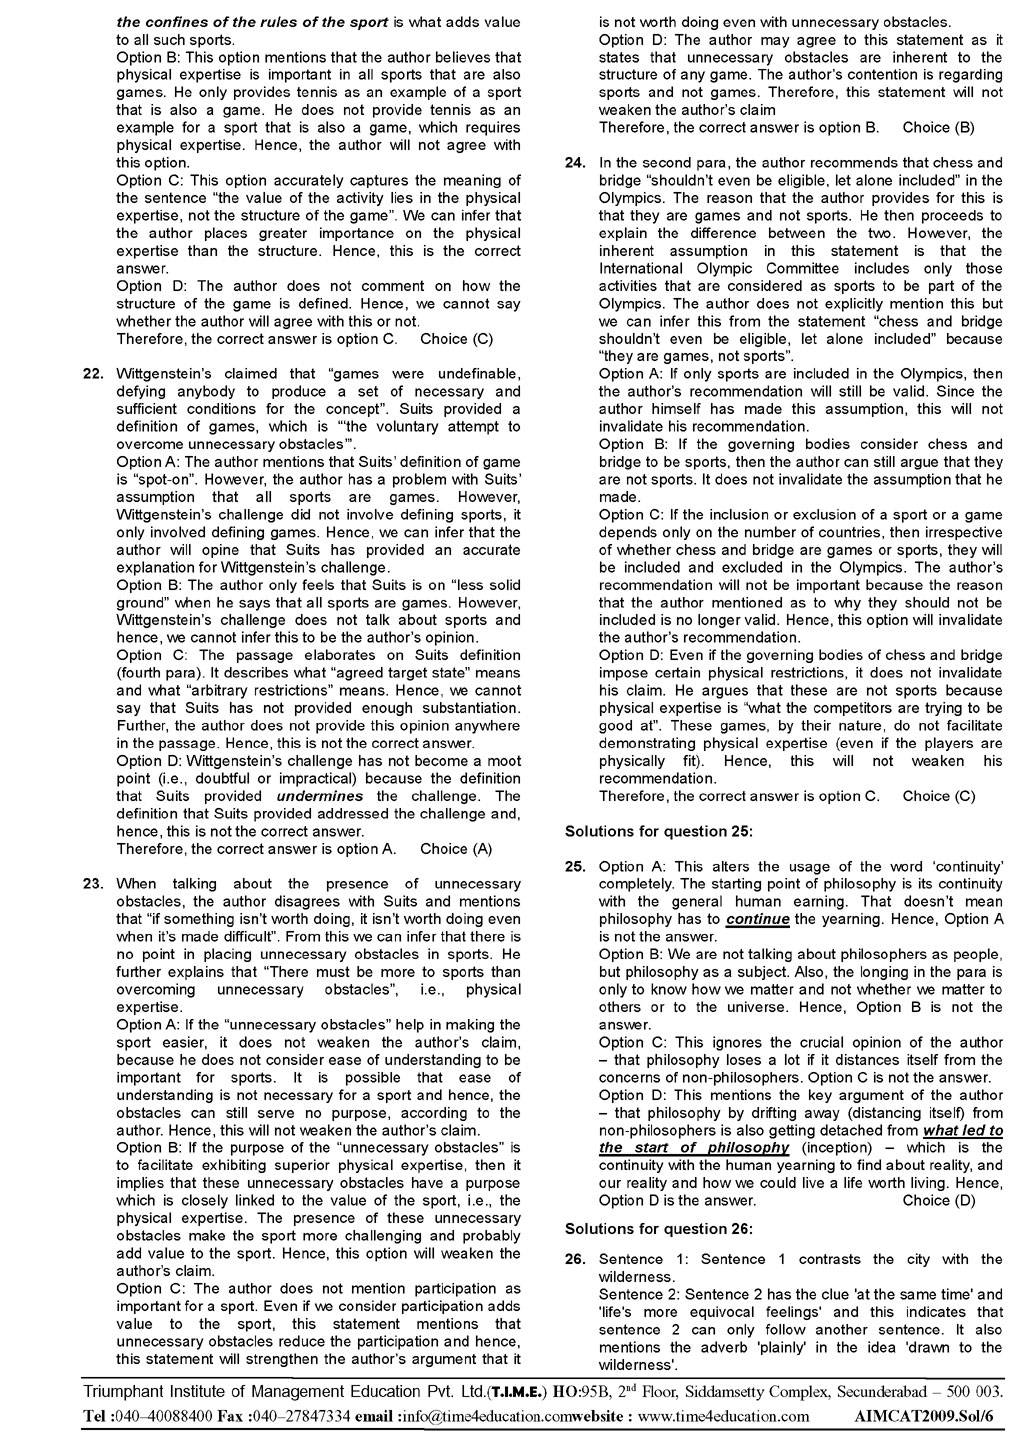 the confines of the rules of the sport is what adds value
to all such sports.
Option B: This option mentions that the author believes that
physical expertise is important in all sports that are also
games. He only provides tennis as an example of a sport
that is also a game. He does not provide tennis as an
example for a sport that is also a game, which requires
physical expertise. Hence, the author will not agree with
this option.
Option C: This option accurately captures the meaning of
the sentence “the value of the activity lies in the physical
expertise, not the structure of the game”. We can infer that
the author places greater importance on the physical
expertise than the structure. Hence, this is the correct
answer.
Option D: The author does not comment on how the
structure of the game is defined. Hence, we cannot say
whether the author will agree with this or not.
Therefore, the correct answer is option C. Choice (C)
22. Wittgenstein’s claimed that “games were undefinable,
defying anybody to produce a set of necessary and
sufficient conditions for the concept”. Suits provided a
definition of games, which is “‘the voluntary attempt to
overcome unnecessary obstacles’”.
Option A: The author mentions that Suits’ definition of game
is “spot-on”. However, the author has a problem with Suits’
assumption that all sports are games. However,
Wittgenstein’s challenge did not involve defining sports, it
only involved defining games. Hence, we can infer that the
author will opine that Suits has provided an accurate
explanation for Wittgenstein’s challenge.
Option B: The author only feels that Suits is on “less solid
ground” when he says that all sports are games. However,
Wittgenstein’s challenge does not talk about sports and
hence, we cannot infer this to be the author’s opinion.
Option C: The passage elaborates on Suits definition
(fourth para). It describes what “agreed target state” means
and what “arbitrary restrictions” means. Hence, we cannot
say that Suits has not provided enough substantiation.
Further, the author does not provide this opinion anywhere
in the passage. Hence, this is not the correct answer.
Option D: Wittgenstein’s challenge has not become a moot
point (i.e., doubtful or impractical) because the definition
that Suits provided undermines the challenge. The
definition that Suits provided addressed the challenge and,
hence, this is not the correct answer.
Therefore, the correct answer is option A. Choice (A)
23. When talking about the presence of unnecessary
obstacles, the author disagrees with Suits and mentions
that “if something isn’t worth doing, it isn’t worth doing even
when it’s made difficult”. From this we can infer that there is
no point in placing unnecessary obstacles in sports. He
further explains that “There must be more to sports than
overcoming unnecessary obstacles”, i.e., physical
expertise.
Option A: If the “unnecessary obstacles” help in making the
sport easier, it does not weaken the author’s claim,
because he does not consider ease of understanding to be
important for sports. It is possible that ease of
understanding is not necessary for a sport and hence, the
obstacles can still serve no purpose, according to the
author. Hence, this will not weaken the author’s claim.
Option B: If the purpose of the “unnecessary obstacles” is
to facilitate exhibiting superior physical expertise, then it
implies that these unnecessary obstacles have a purpose
which is closely linked to the value of the sport, i.e., the
physical expertise. The presence of these unnecessary
obstacles make the sport more challenging and probably
add value to the sport. Hence, this option will weaken the
author’s claim.
Option C: The author does not mention participation as
important for a sport. Even if we consider participation adds
value to the sport, this statement mentions that
unnecessary obstacles reduce the participation and hence,
this statement will strengthen the author’s argument that it
is not worth doing even with unnecessary obstacles.
Option D: The author may agree to this statement as it
states that unnecessary obstacles are inherent to the
structure of any game. The author’s contention is regarding
sports and not games. Therefore, this statement will not
weaken the author’s claim
Therefore, the correct answer is option B. Choice (B)
24. In the second para, the author recommends that chess and
bridge “shouldn’t even be eligible, let alone included” in the
Olympics. The reason that the author provides for this is
that they are games and not sports. He then proceeds to
explain the difference between the two. However, the
inherent assumption in this statement is that the
International Olympic Committee includes only those
activities that are considered as sports to be part of the
Olympics. The author does not explicitly mention this but
we can infer this from the statement “chess and bridge
shouldn’t even be eligible, let alone included” because
“they are games, not sports”.
Option A: If only sports are included in the Olympics, then
the author’s recommendation will still be valid. Since the
author himself has made this assumption, this will not
invalidate his recommendation.
Option B: If the governing bodies consider chess and
bridge to be sports, then the author can still argue that they
are not sports. It does not invalidate the assumption that he
made.
Option C: If the inclusion or exclusion of a sport or a game
depends only on the number of countries, then irrespective
of whether chess and bridge are games or sports, they will
be included and excluded in the Olympics. The author’s
recommendation will not be important because the reason
that the author mentioned as to why they should not be
included is no longer valid. Hence, this option will invalidate
the author’s recommendation.
Option D: Even if the governing bodies of chess and bridge
impose certain physical restrictions, it does not invalidate
his claim. He argues that these are not sports because
physical expertise is “what the competitors are trying to be
good at”. These games, by their nature, do not facilitate
demonstrating physical expertise (even if the players are
physically fit). Hence, this will not weaken his
recommendation.
Therefore, the correct answer is option C. Choice (C)
Solutions for question 25:
25. Option A: This alters the usage of the word ‘continuity’
completely. The starting point of philosophy is its continuity
with the general human earning. That doesn’t mean
philosophy has to continue the yearning. Hence, Option A
is not the answer.
Option B: We are not talking about philosophers as people,
but philosophy as a subject. Also, the longing in the para is
only to know how we matter and not whether we matter to
others or to the universe. Hence, Option B is not the
answer.
Option C: This ignores the crucial opinion of the author
– that philosophy loses a lot if it distances itself from the
concerns of non-philosophers. Option C is not the answer.
Option D: This mentions the key argument of the author
– that philosophy by drifting away (distancing itself) from
non-philosophers is also getting detached from what led to
the start of philosophy (inception) – which is the
continuity with the human yearning to find about reality, and
our reality and how we could live a life worth living. Hence,
Option D is the answer. Choice (D)
Solutions for question 26:
26. Sentence 1: Sentence 1 contrasts the city with the
wilderness.
Sentence 2: Sentence 2 has the clue 'at the same time' and
'life's more equivocal feelings' and this indicates that
sentence 2 can only follow another sentence. It also
mentions the adverb 'plainly' in the idea 'drawn to the
wilderness'.
Triumphant Institute of Management Education Pvt. Ltd.(T.I.M.E.) HO:95B, 2nd Floor, Siddamsetty Complex, Secunderabad – 500 003.
Tel :040–40088400 Fax :040–27847334 email :info@time4education.comwebsite : www.time4education.com AIMCAT2009.Sol/6